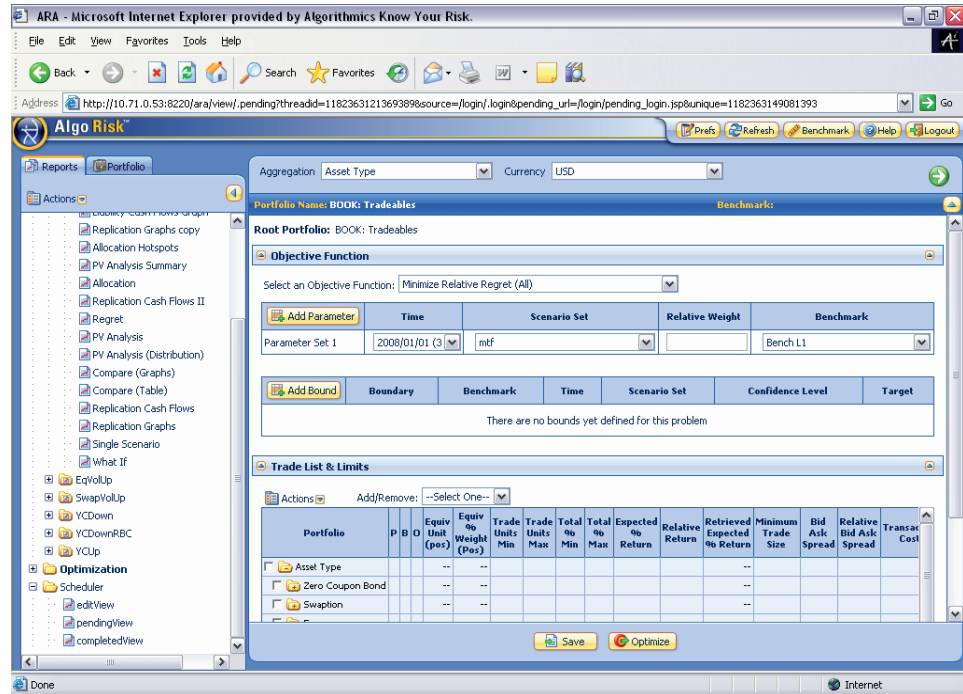 ARA - Microsoft Internet Explorer provided by Algorithmics Know Your Risk.
File Edit View Favorites Tools Help
Back Search Favorites
Address http://10.71.0.53:8220/ara/view/.pending?threadid=1182363121369389&source=/login/.login&pending_url=/login/pending_login.jsp&unique=1182363149081393 Go
Algo Risk™ Prefs Refresh Benchmark Help Logout
Reports Portfolio
Actions
Liability Cash Flows Graph
Replication Graphs copy
Allocation Hotspots
PV Analysis Summary
Allocation
Replication Cash Flows II
Regret
PV Analysis
PV Analysis (Distribution)
Compare (Graphs)
Compare (Table)
Replication Cash Flows
Replication Graphs
Single Scenario
What If
EqVolUp
SwapVolUp
YCDown
YCDownRBC
YCUp
Optimization
Scheduler
editView
pendingView
completedView
Aggregation Asset Type Currency USD
Portfolio Name: BOOK: Tradeables Benchmark:
Root Portfolio: BOOK: Tradeables
Objective Function
Select an Objective Function: Minimize Relative Regret (All)
Add Parameter Time Scenario Set Relative Weight Benchmark
Parameter Set 1 2008/01/01 (3 mtf Bench L1
Add Bound Boundary Benchmark Time Scenario Set Confidence Level Target
There are no bounds yet defined for this problem
Trade List & Limits
Actions Add/Remove: --Select One--
Portfolio P B O Equiv Unit (pos) Equiv % Weight (Pos) Trade Units Min Trade Units Max Total % Min Total % Max Expected % Return Relative Return Retrieved Expected % Return Minimum Trade Size Bid Ask Spread Relative Bid Ask Spread Transac Cost
Asset Type -- -- --
Zero Coupon Bond -- -- --
Swaption -- -- --
Save Optimize
Done Internet